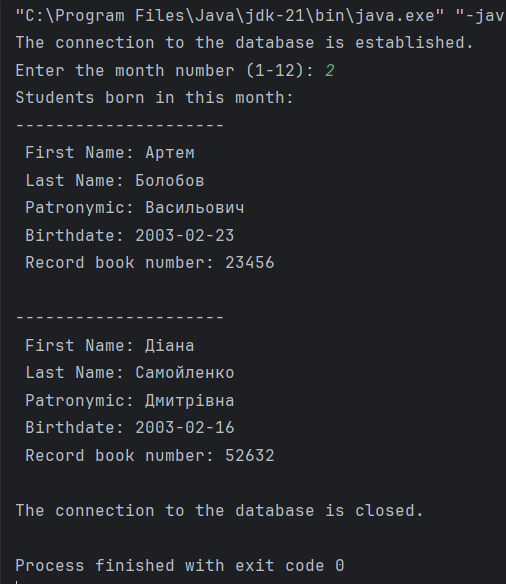 "C:\Program Files\Java\jdk-21\bin\java.exe" "-jav
The connection to the database is established.
Enter the month number (1-12): 2
Students born in this month:
---------------------
First Name: Артем
Last Name: Болобов
Patronymic: Васильович
Birthdate: 2003-02-23
Record book number: 23456
---------------------
First Name: Діана
Last Name: Самойленко
Patronymic: Дмитрівна
Birthdate: 2003-02-16
Record book number: 52632
The connection to the database is closed.
Process finished with exit code 0